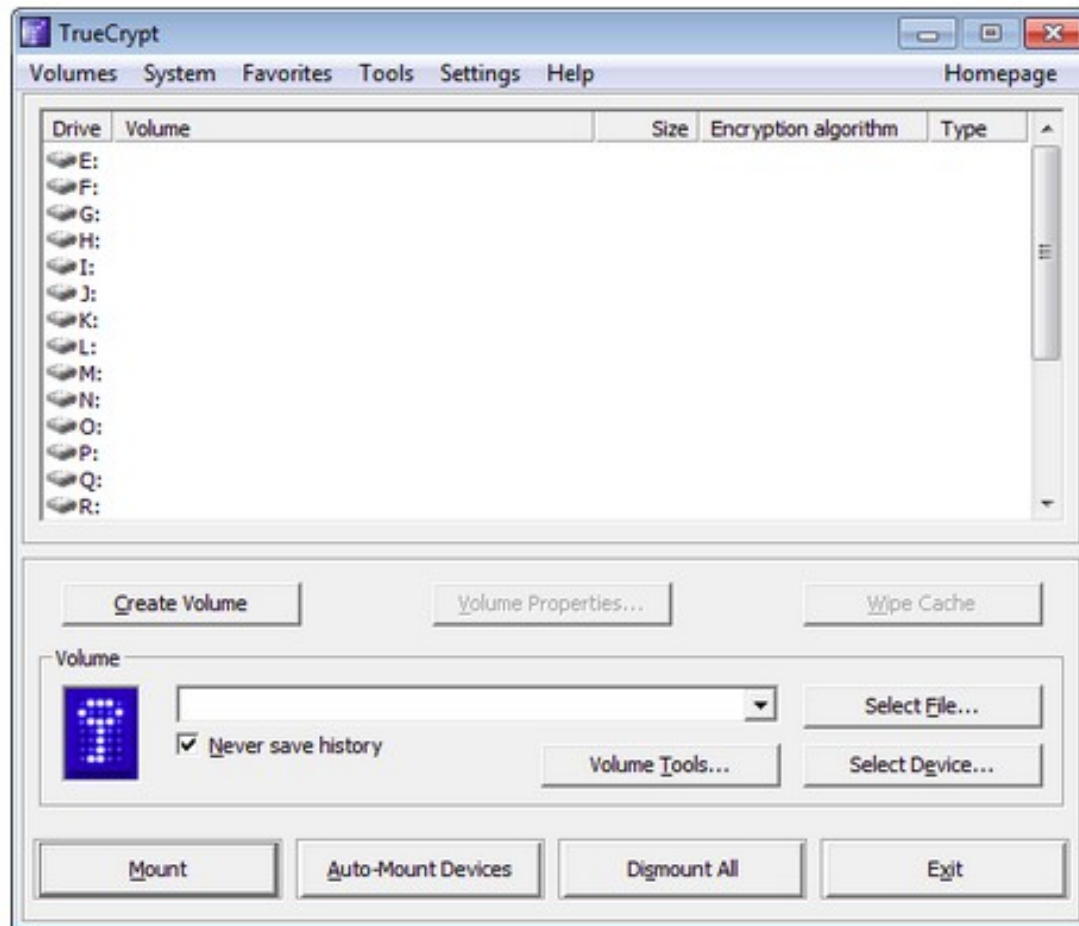 TrueCrypt
Volumes System Favorites Tools Settings Help Homepage
Drive Volume Size Encryption algorithm Type
E:
F:
G:
H:
I:
J:
K:
L:
M:
N:
O:
P:
Q:
R:
Create Volume Volume Properties... Wipe Cache
Volume
Select File...
Never save history
Volume Tools... Select Device...
Mount Auto-Mount Devices Dismount All Exit